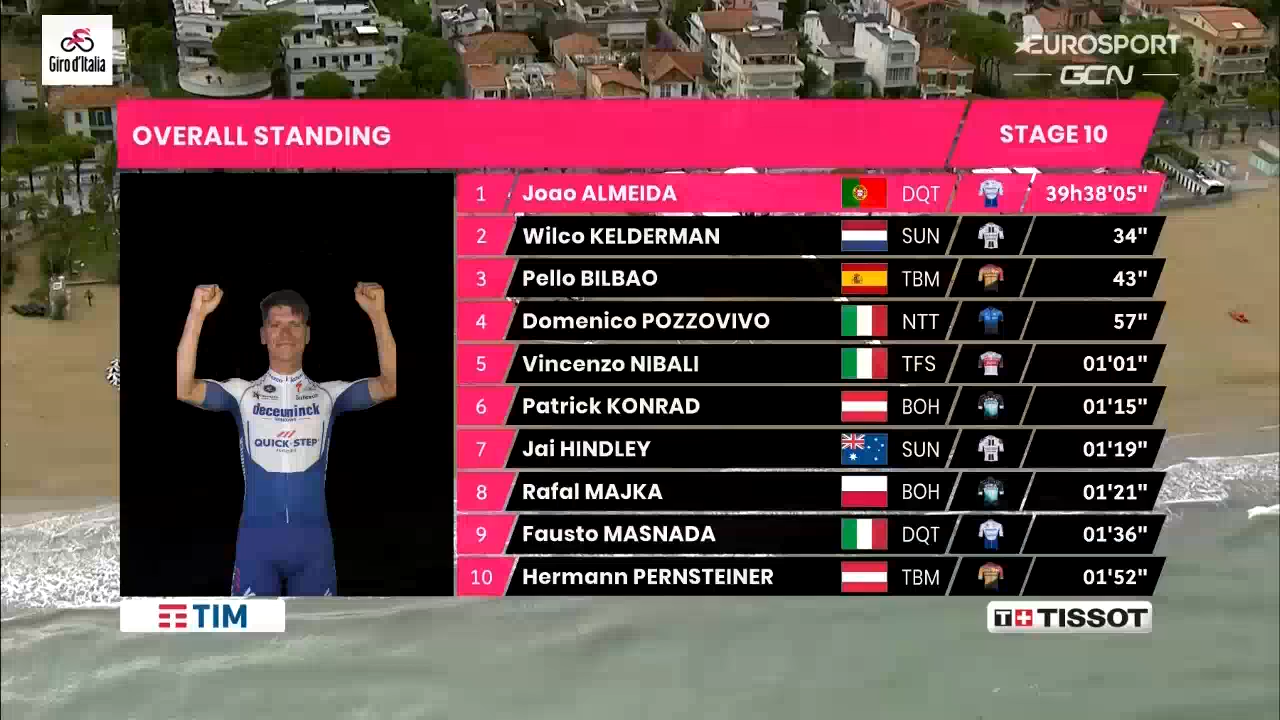 Giro d'Italia
EUROSPORT
GCN
OVERALL STANDING
STAGE 10
1 Joao ALMEIDA DQT 39h38'05"
2 Wilco KELDERMAN SUN 34"
3 Pello BILBAO TBM 43"
4 Domenico POZZOVIVO NTT 57"
5 Vincenzo NIBALI TFS 01'01"
6 Patrick KONRAD BOH 01'15"
7 Jai HINDLEY SUN 01'19"
8 Rafal MAJKA BOH 01'21"
9 Fausto MASNADA DQT 01'36"
10 Hermann PERNSTEINER TBM 01'52"
deceuninck
QUICK-STEP
TIM
T+ TISSOT